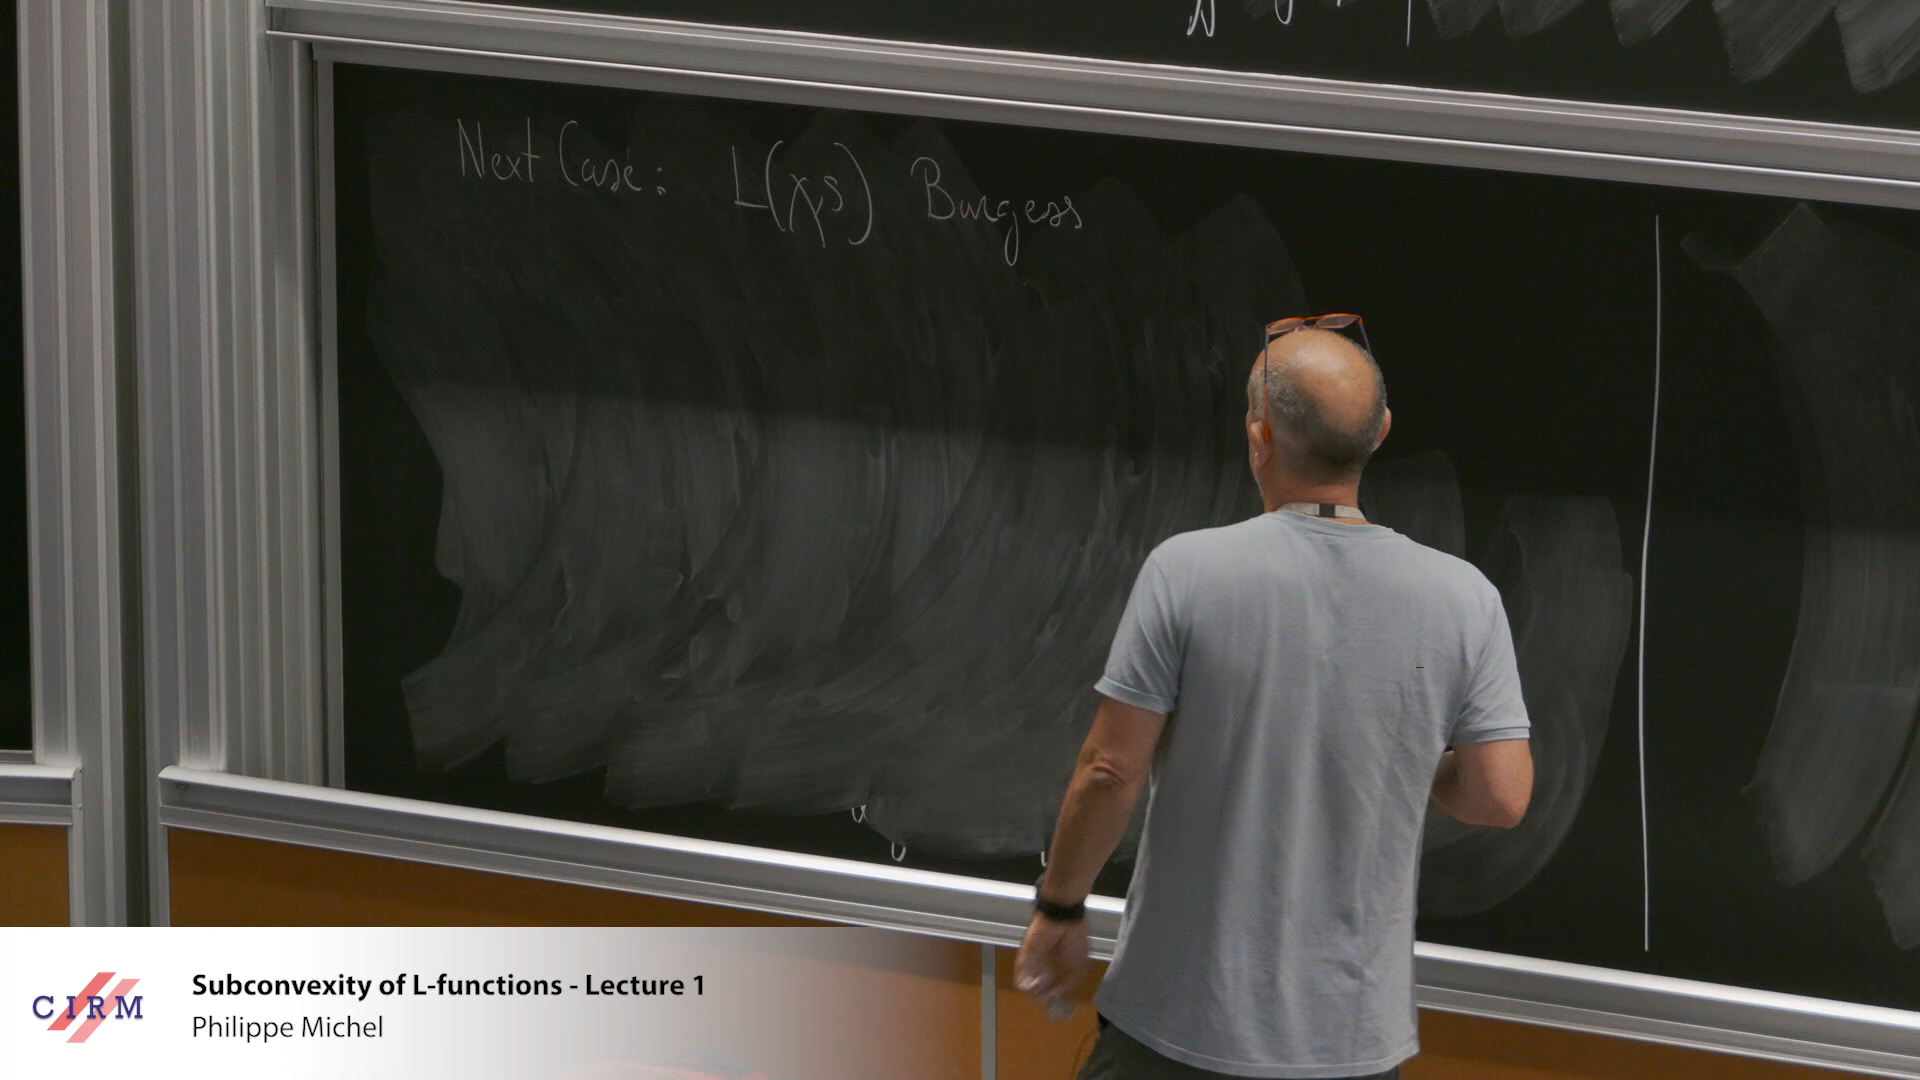 Next Case: L(χ,s) Burgess
CIRM
Subconvexity of L-functions - Lecture 1
Philippe Michel